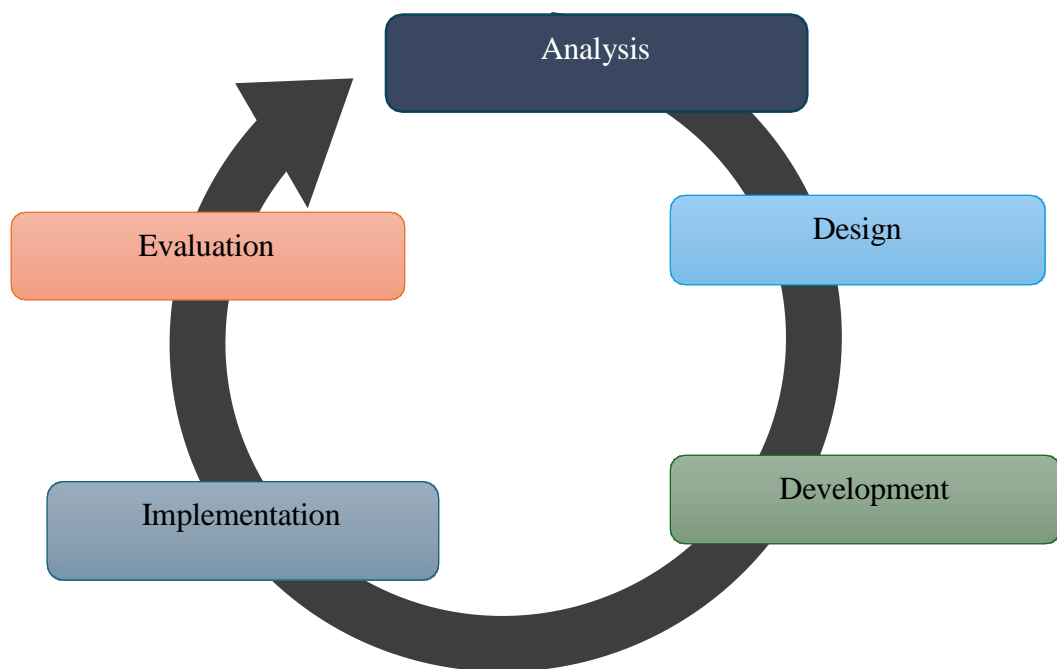 Analysis
Design
Development
Implementation
Evaluation